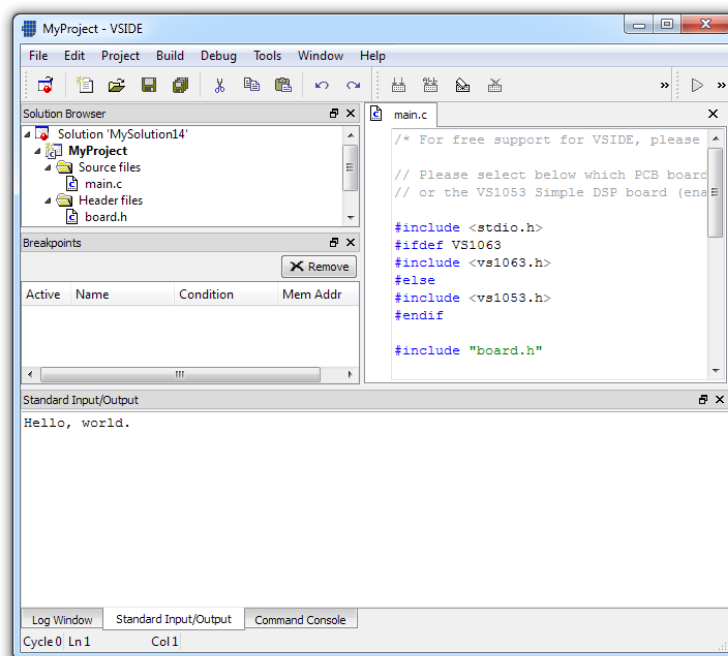 MyProject - VSIDE
File Edit Project Build Debug Tools Window Help
Solution Browser
Solution 'MySolution14'
MyProject
Source files
main.c
Header files
board.h
Breakpoints
Remove
Active Name Condition Mem Addr
main.c
/* For free support for VSIDE, please
// Please select below which PCB board
// or the VS1053 Simple DSP board (ena
#include <stdio.h>
#ifdef VS1063
#include <vs1063.h>
#else
#include <vs1053.h>
#endif
#include "board.h"
Standard Input/Output
Hello, world.
Log Window Standard Input/Output Command Console
Cycle 0 Ln 1 Col 1